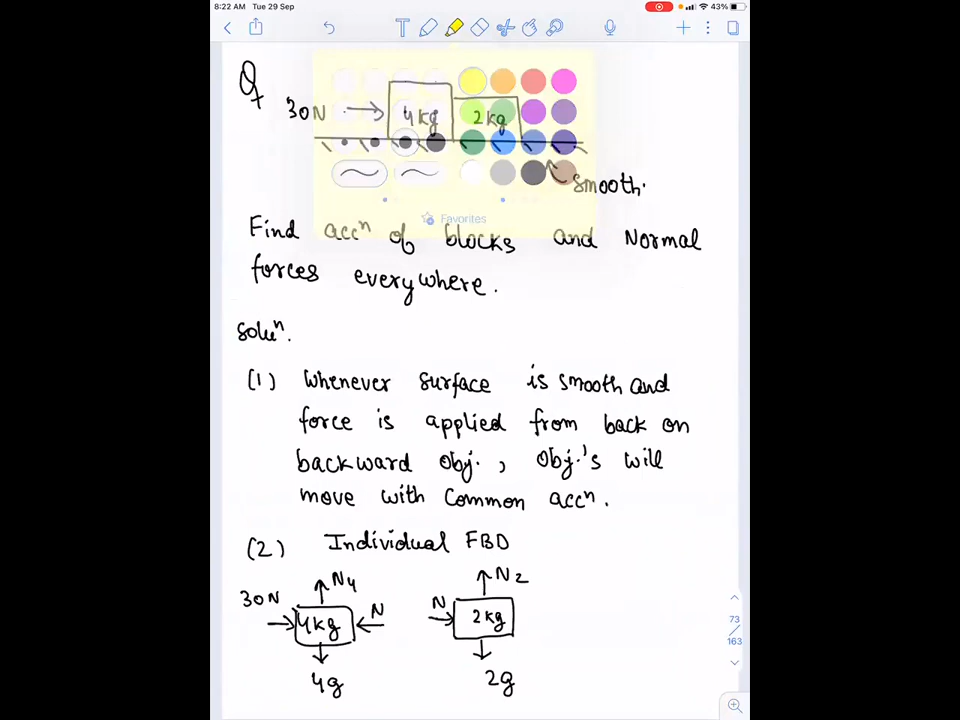 8:22 AM Tue 29 Sep
43%
Q
30N
4kg
2kg
smooth.
Favorites
Find accⁿ of blocks and Normal
forces everywhere.
Soluⁿ.
(1) Whenever surface is smooth and
force is applied from back on
backward obj., Obj.'s will
move with common accⁿ.
(2) Individual FBD
N4
N2
30N
4kg
N
N
2kg
4g
2g
73
/
163